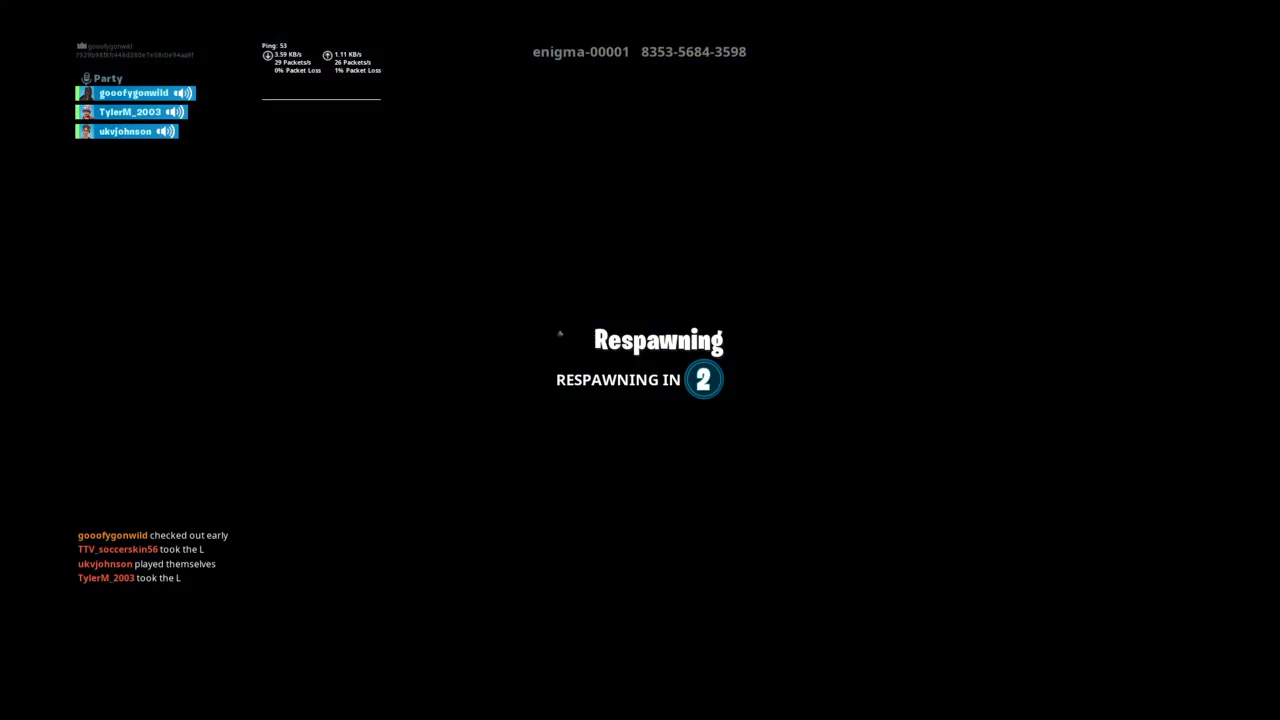 gooofygonwild
Party
gooofygonwild
TylerM_2003
ukvjohnson
Ping: 53
3.59 KB/s 1.11 KB/s
29 Packets/s 26 Packets/s
0% Packet Loss 1% Packet Loss
enigma-00001 8353-5684-3598
Respawning
RESPAWNING IN 2
gooofygonwild checked out early
TTV_soccerskin56 took the L
ukvjohnson played themselves
TylerM_2003 took the L